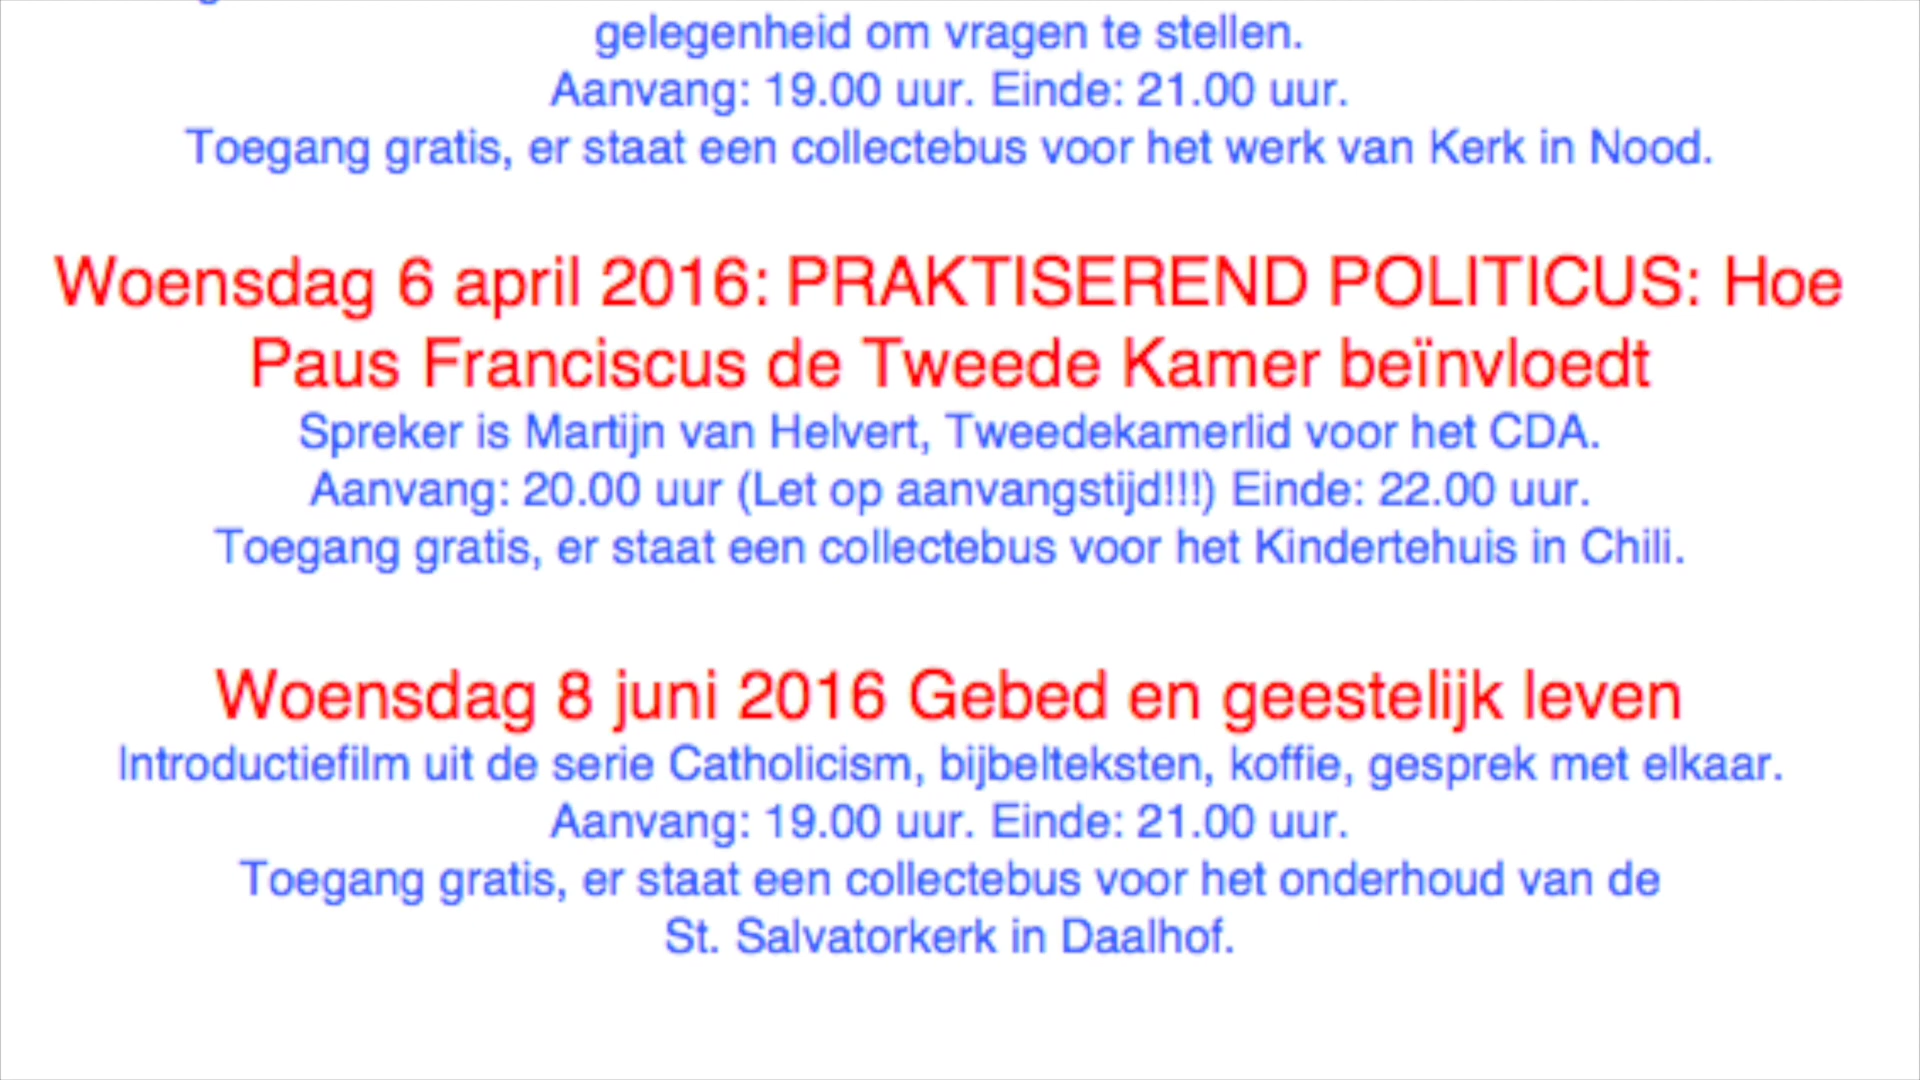 gelegenheid om vragen te stellen.
Aanvang: 19.00 uur. Einde: 21.00 uur.
Toegang gratis, er staat een collectebus voor het werk van Kerk in Nood.
Woensdag 6 april 2016: PRAKTISEREND POLITICUS: Hoe
Paus Franciscus de Tweede Kamer beïnvloedt
Spreker is Martijn van Helvert, Tweedekamerlid voor het CDA.
Aanvang: 20.00 uur (Let op aanvangstijd!!!) Einde: 22.00 uur.
Toegang gratis, er staat een collectebus voor het Kindertehuis in Chili.
Woensdag 8 juni 2016 Gebed en geestelijk leven
Introductiefilm uit de serie Catholicism, bijbelteksten, koffie, gesprek met elkaar.
Aanvang: 19.00 uur. Einde: 21.00 uur.
Toegang gratis, er staat een collectebus voor het onderhoud van de
St. Salvatorkerk in Daalhof.